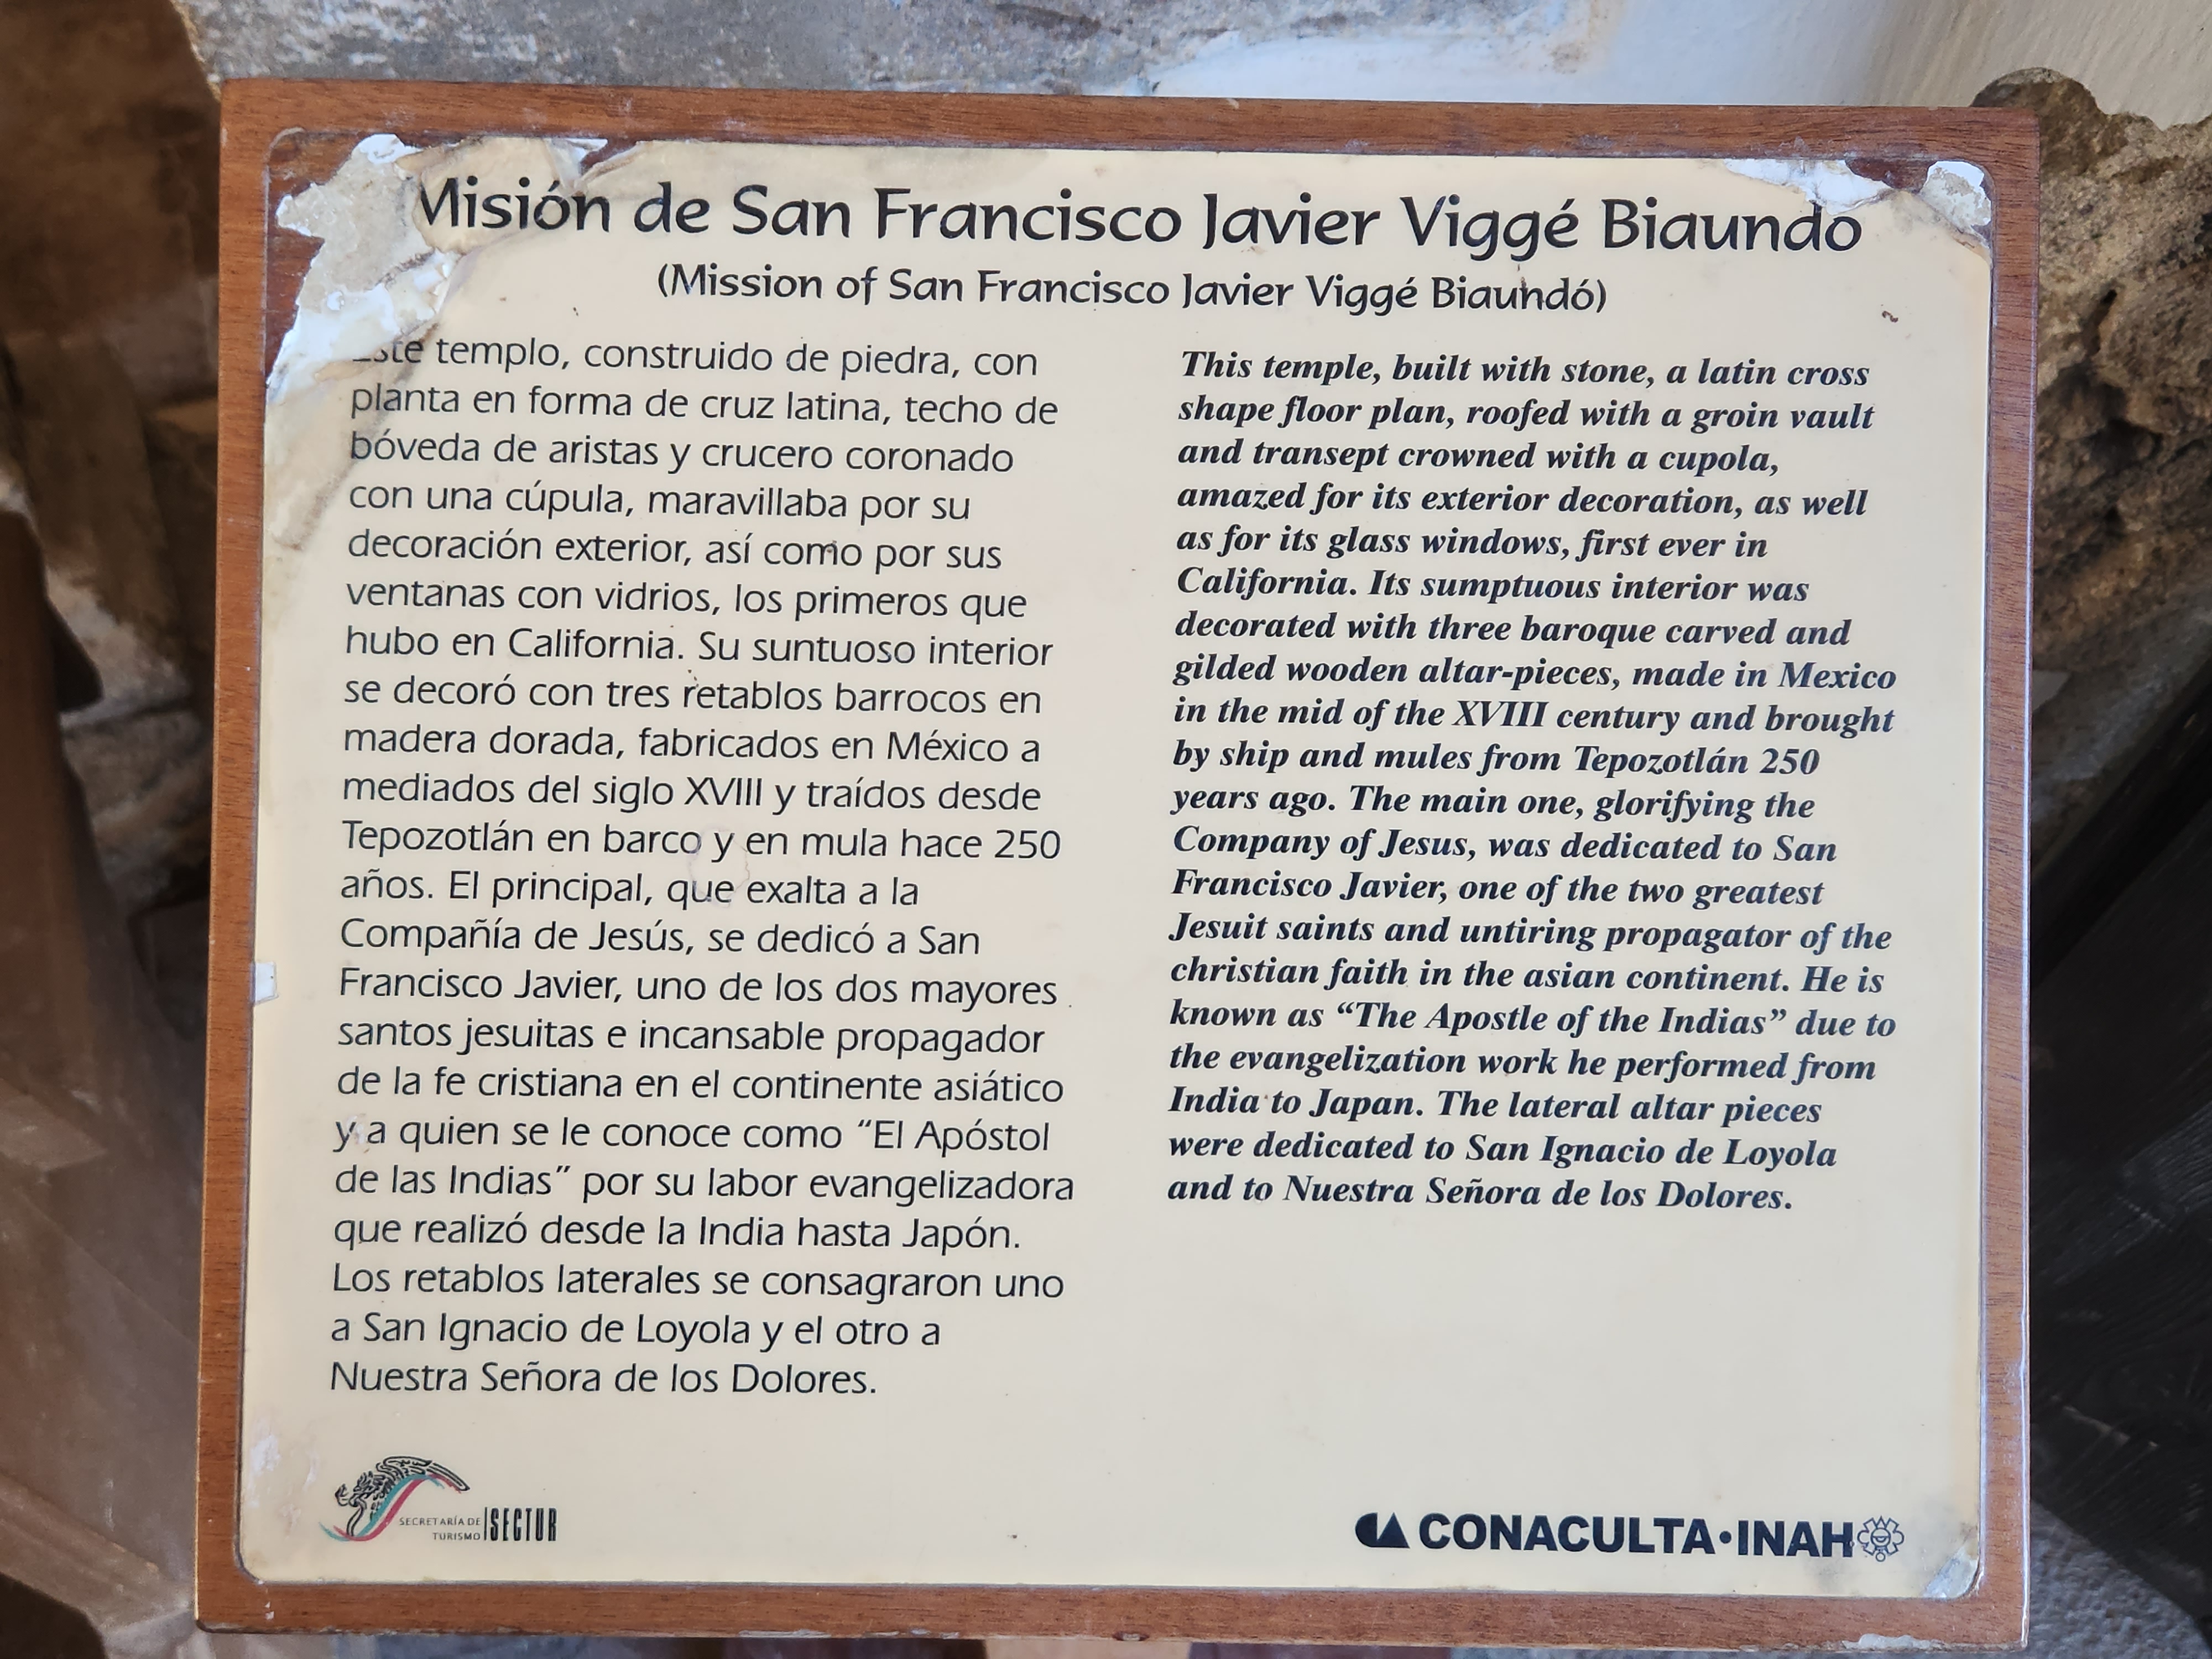 Misión de San Francisco Javier Viggé Biaundó
(Mission of San Francisco Javier Viggé Biaundó)
Este templo, construido de piedra, con
planta en forma de cruz latina, techo de
bóveda de aristas y crucero coronado
con una cúpula, maravillaba por su
decoración exterior, así como por sus
ventanas con vidrios, los primeros que
hubo en California. Su suntuoso interior
se decoró con tres retablos barrocos en
madera dorada, fabricados en México a
mediados del siglo XVIII y traídos desde
Tepozotlán en barco y en mula hace 250
años. El principal, que exalta a la
Compañía de Jesús, se dedicó a San
Francisco Javier, uno de los dos mayores
santos jesuitas e incansable propagador
de la fe cristiana en el continente asiático
y a quien se le conoce como “El Apóstol
de las Indias” por su labor evangelizadora
que realizó desde la India hasta Japón.
Los retablos laterales se consagraron uno
a San Ignacio de Loyola y el otro a
Nuestra Señora de los Dolores.
This temple, built with stone, a latin cross
shape floor plan, roofed with a groin vault
and transept crowned with a cupola,
amazed for its exterior decoration, as well
as for its glass windows, first ever in
California. Its sumptuous interior was
decorated with three baroque carved and
gilded wooden altar-pieces, made in Mexico
in the mid of the XVIII century and brought
by ship and mules from Tepozotlán 250
years ago. The main one, glorifying the
Company of Jesus, was dedicated to San
Francisco Javier, one of the two greatest
Jesuit saints and untiring propagator of the
christian faith in the asian continent. He is
known as “The Apostle of the Indias” due to
the evangelization work he performed from
India to Japan. The lateral altar pieces
were dedicated to San Ignacio de Loyola
and to Nuestra Señora de los Dolores.
SECRETARÍA DE
TURISMO SECTUR
CONACULTA•INAH